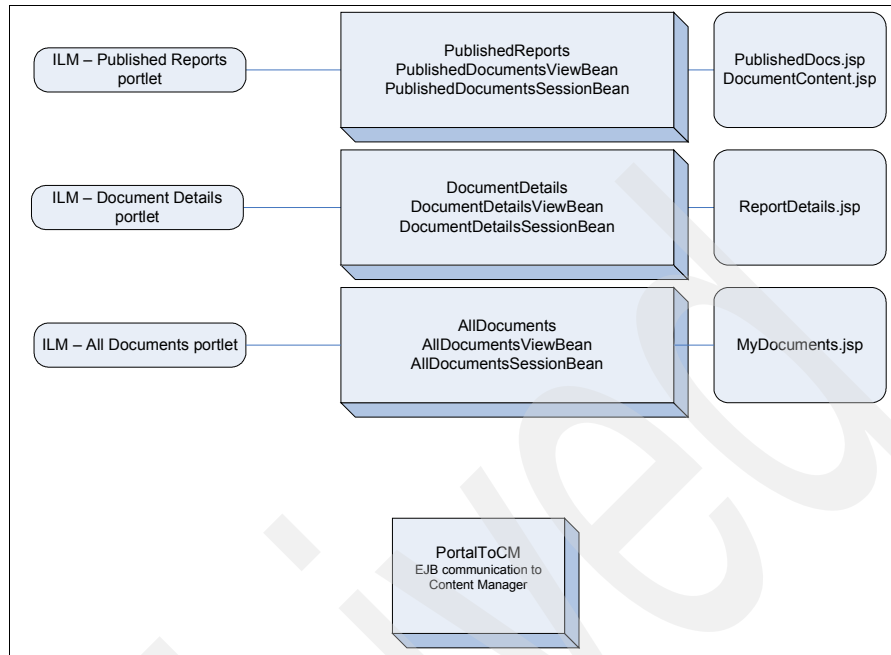 ILM – Published Reports
portlet
PublishedReports
PublishedDocumentsViewBean
PublishedDocumentsSessionBean
PublishedDocs.jsp
DocumentContent.jsp
ILM – Document Details
portlet
DocumentDetails
DocumentDetailsViewBean
DocumentDetailsSessionBean
ReportDetails.jsp
ILM – All Documents portlet
AllDocuments
AllDocumentsViewBean
AllDocumentsSessionBean
MyDocuments.jsp
PortalToCM
EJB communication to
Content Manager